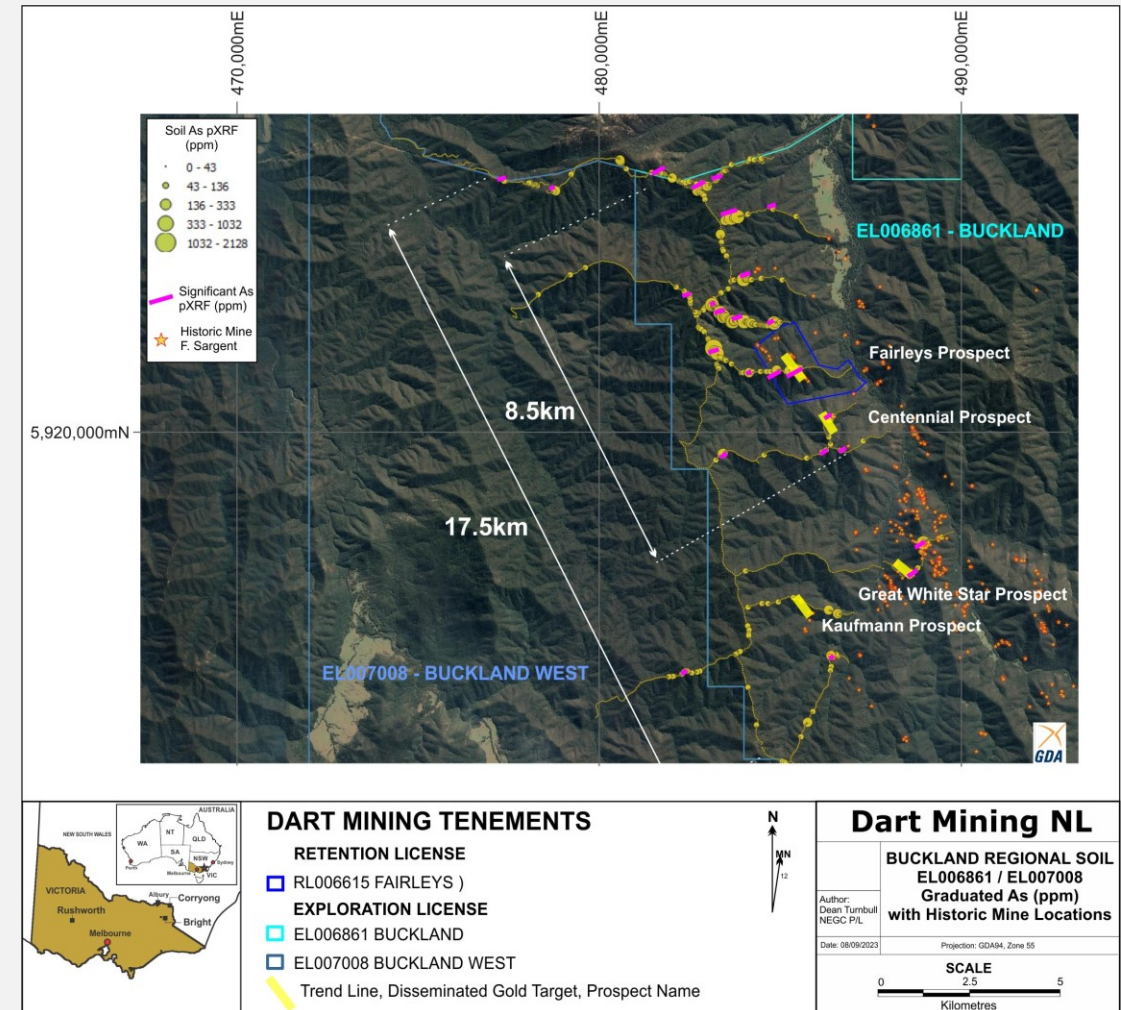 470,000mE
480,000mE
490,000mE
Soil As pXRF
(ppm)
0 - 43
43 - 136
136 - 333
333 - 1032
1032 - 2128
Significant As
pXRF (ppm)
Historic Mine
F. Sargent
EL006861 - BUCKLAND
Fairleys Prospect
8.5km
Centennial Prospect
5,920,000mN
17.5km
Great White Star Prospect
Kaufmann Prospect
EL007008 - BUCKLAND WEST
GDA
AUSTRALIA
NEW SOUTH WALES
NT
QLD
WA
SA
NSW
Perth
Sydney
Melbourne
VIC
VICTORIA
Albury
Corryong
Rushworth
Bright
Melbourne
DART MINING TENEMENTS
RETENTION LICENSE
RL006615 FAIRLEYS )
EXPLORATION LICENSE
EL006861 BUCKLAND
EL007008 BUCKLAND WEST
Trend Line, Disseminated Gold Target, Prospect Name
N
MN
12
Dart Mining NL
BUCKLAND REGIONAL SOIL
EL006861 / EL007008
Graduated As (ppm)
with Historic Mine Locations
Author:
Dean Turnbull
NEGC P/L
Date: 08/09/2023
Projection: GDA94, Zone 55
SCALE
0 2.5 5
Kilometres